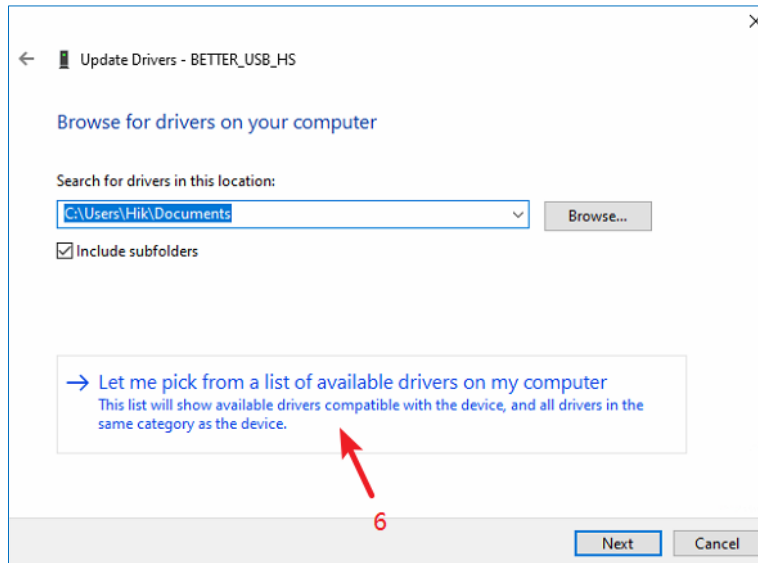 Update Drivers - BETTER_USB_HS
Browse for drivers on your computer
Search for drivers in this location:
C:\Users\Hik\Documents
Browse...
Include subfolders
Let me pick from a list of available drivers on my computer
This list will show available drivers compatible with the device, and all drivers in the
same category as the device.
6
Next
Cancel